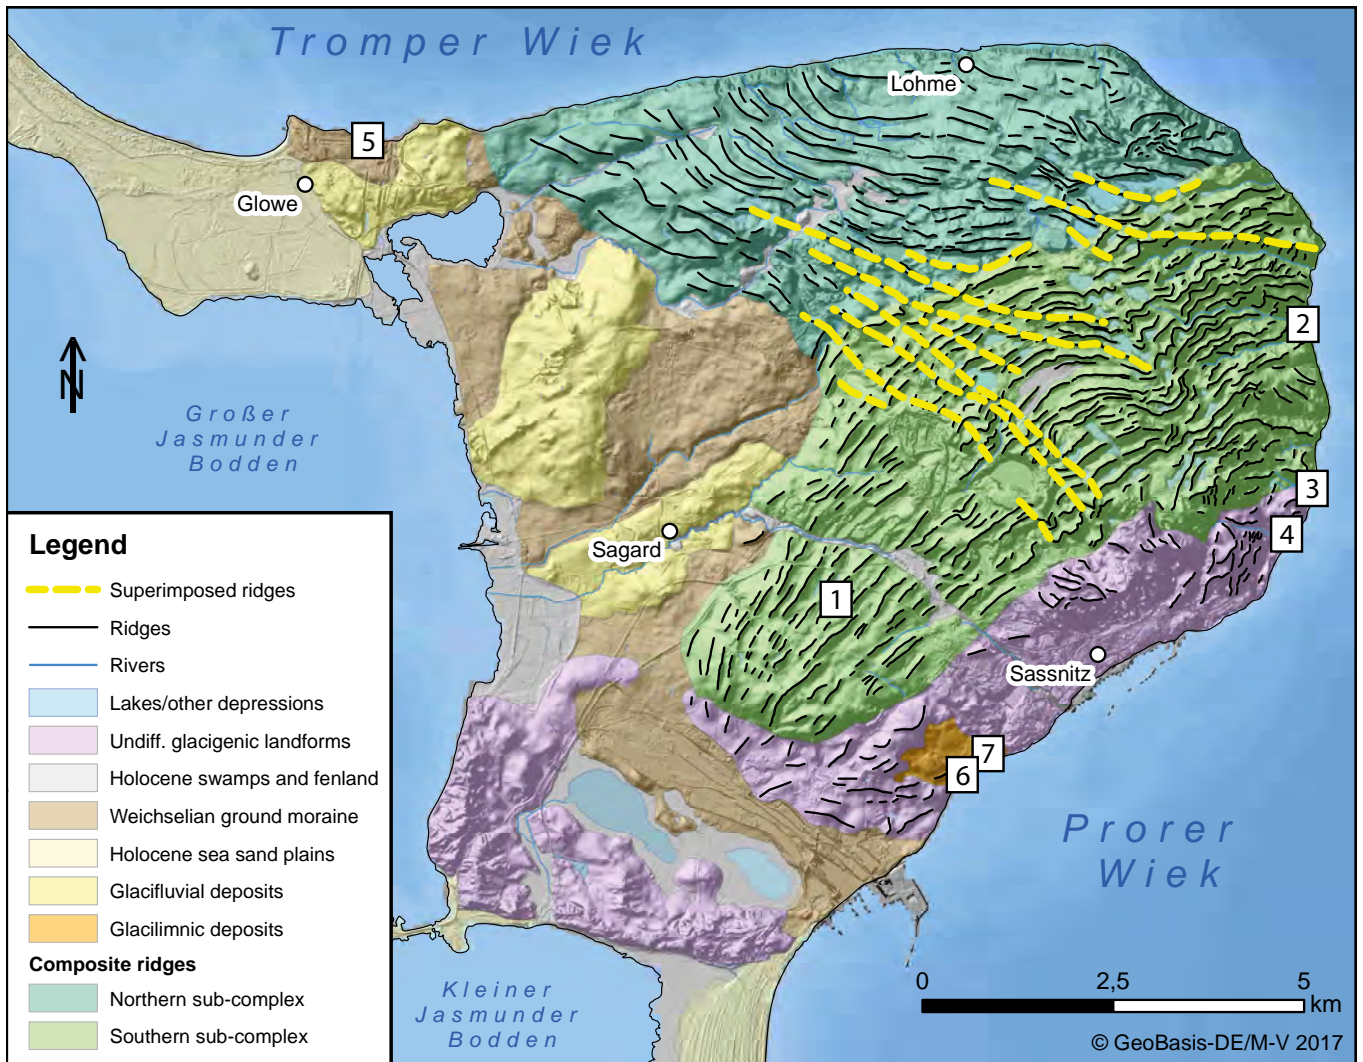 Tromper Wiek
Lohme
5
Glowe
2
N
Großer
Jasmunder
Bodden
3
4
Sagard
1
Sassnitz
7
6
Prorer
Wiek
Kleiner
Jasmunder
Bodden
Legend
Superimposed ridges
Ridges
Rivers
Lakes/other depressions
Undiff. glacigenic landforms
Holocene swamps and fenland
Weichselian ground moraine
Holocene sea sand plains
Glacifluvial deposits
Glacilimnic deposits
Composite ridges
Northern sub-complex
Southern sub-complex
0 2,5 5
km
© GeoBasis-DE/M-V 2017